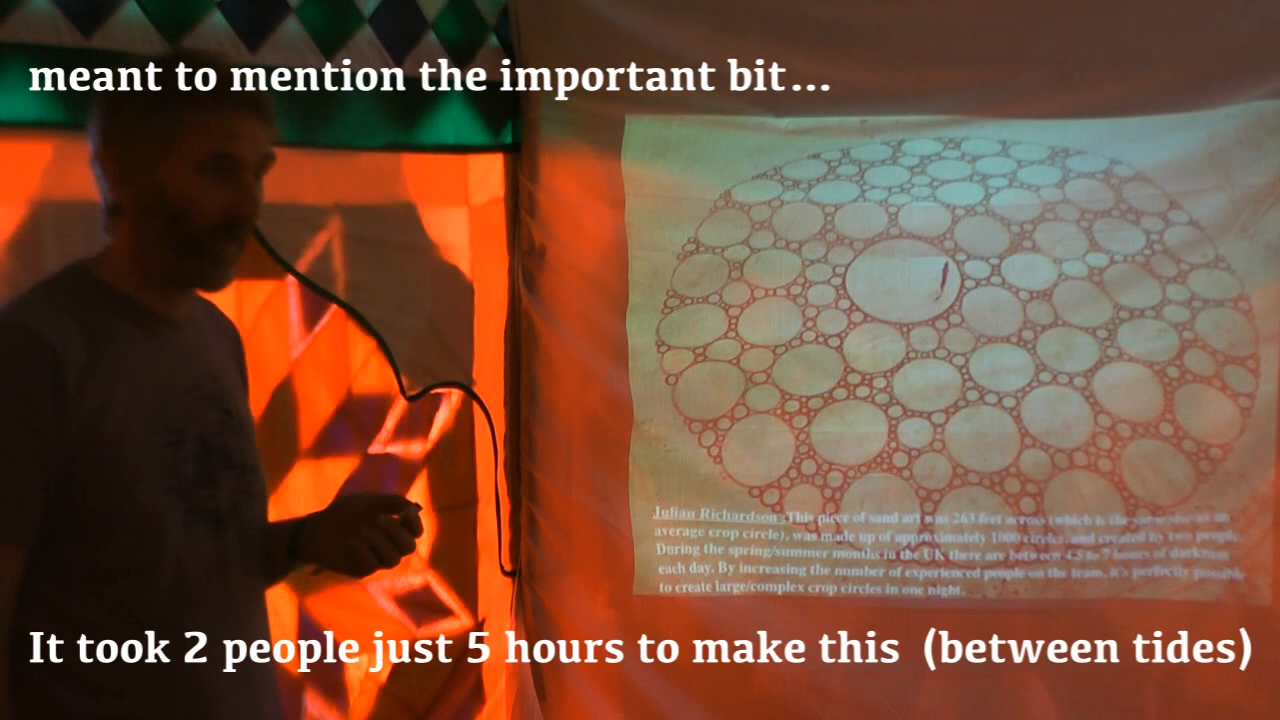 meant to mention the important bit...
Julian Richardson :This piece of sand art was 263 feet across (which is the same size as an
average crop circle), was made up of approximately 1000 circles, and created by two people.
During the spring/summer months in the UK there are between 4.5 to 7 hours of darkness
each day. By increasing the number of experienced people on the team, it's perfectly possible
to create large/complex crop circles in one night.
It took 2 people just 5 hours to make this (between tides)